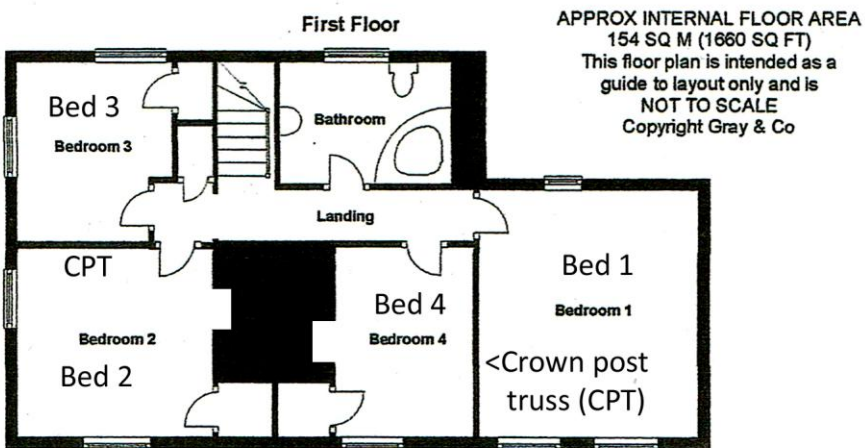 First Floor
APPROX INTERNAL FLOOR AREA
154 SQ M (1660 SQ FT)
This floor plan is intended as a
guide to layout only and is
NOT TO SCALE
Copyright Gray & Co
Bed 3
Bedroom 3
Bathroom
Landing
CPT
Bedroom 2
Bed 2
Bed 4
Bedroom 4
Bed 1
Bedroom 1
<Crown post
truss (CPT)